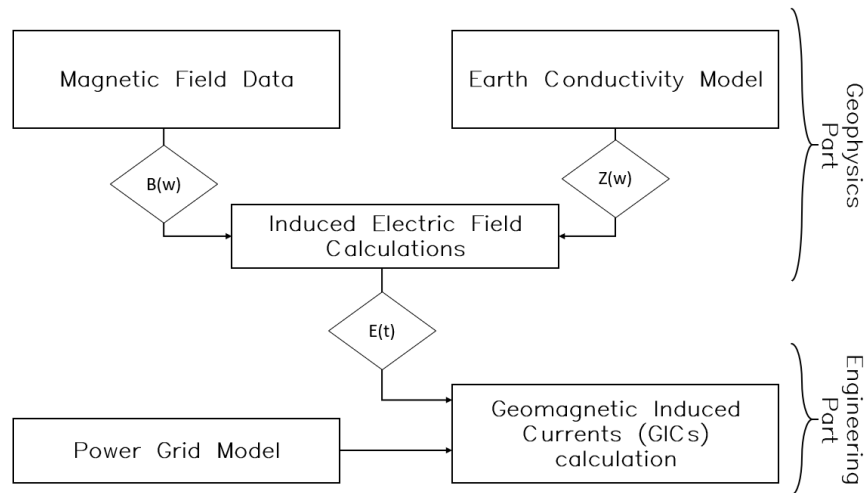 Magnetic Field Data
Earth Conductivity Model
Geophysics
Part
B(w)
Z(w)
Induced Electric Field
Calculations
E(t)
Engineering
Part
Power Grid Model
Geomagnetic Induced
Currents (GICs)
calculation